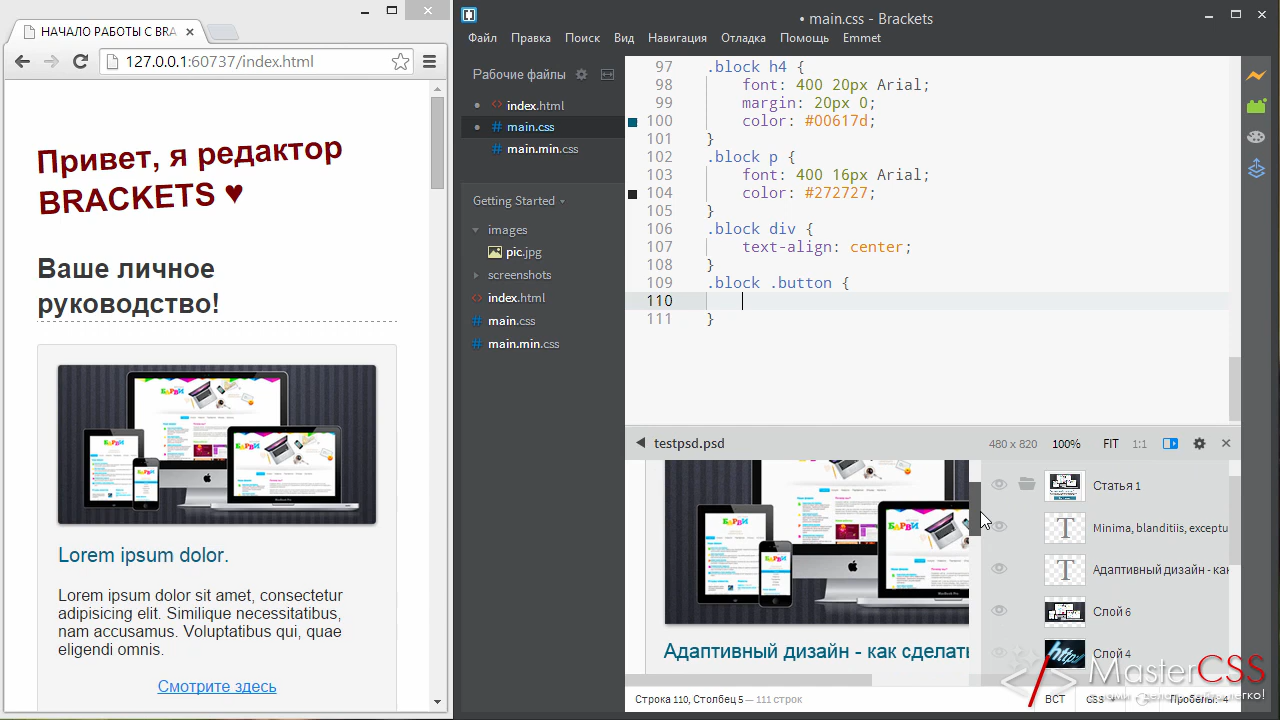 НАЧАЛО РАБОТЫ С BRA
127.0.0.1:60737/index.html
Привет, я редактор
BRACKETS ♥
Ваше личное
руководство!
Lorem ipsum dolor.
Lorem ipsum dolor sit amet, consectetur
adipisicing elit. Similique necessitatibus,
nam accusamus. Voluptatibus qui, quae
eligendi omnis.
Смотрите здесь
• main.css - Brackets
Файл Правка Поиск Вид Навигация Отладка Помощь Emmet
Рабочие файлы
index.html
main.css
main.min.css
Getting Started
images
pic.jpg
screenshots
index.html
main.css
main.min.css
97 .block h4 {
98 font: 400 20px Arial;
99 margin: 20px 0;
100 color: #00617d;
101 }
102 .block p {
103 font: 400 16px Arial;
104 color: #272727;
105 }
106 .block div {
107 text-align: center;
108 }
109 .block .button {
110
111 }
testpsd.psd
480 x 820 100% FIT 1:1
БАРВИ
Адаптивный дизайн - как сделать
Статья 1
Minima, blanditiis, exceptu
Адаптивный дизайн - как
Слой 6
Слой 4
MasterCSS
Строка 110, Столбец 5 — 111 строк
ВСТ
CSS
Пробелы: 4